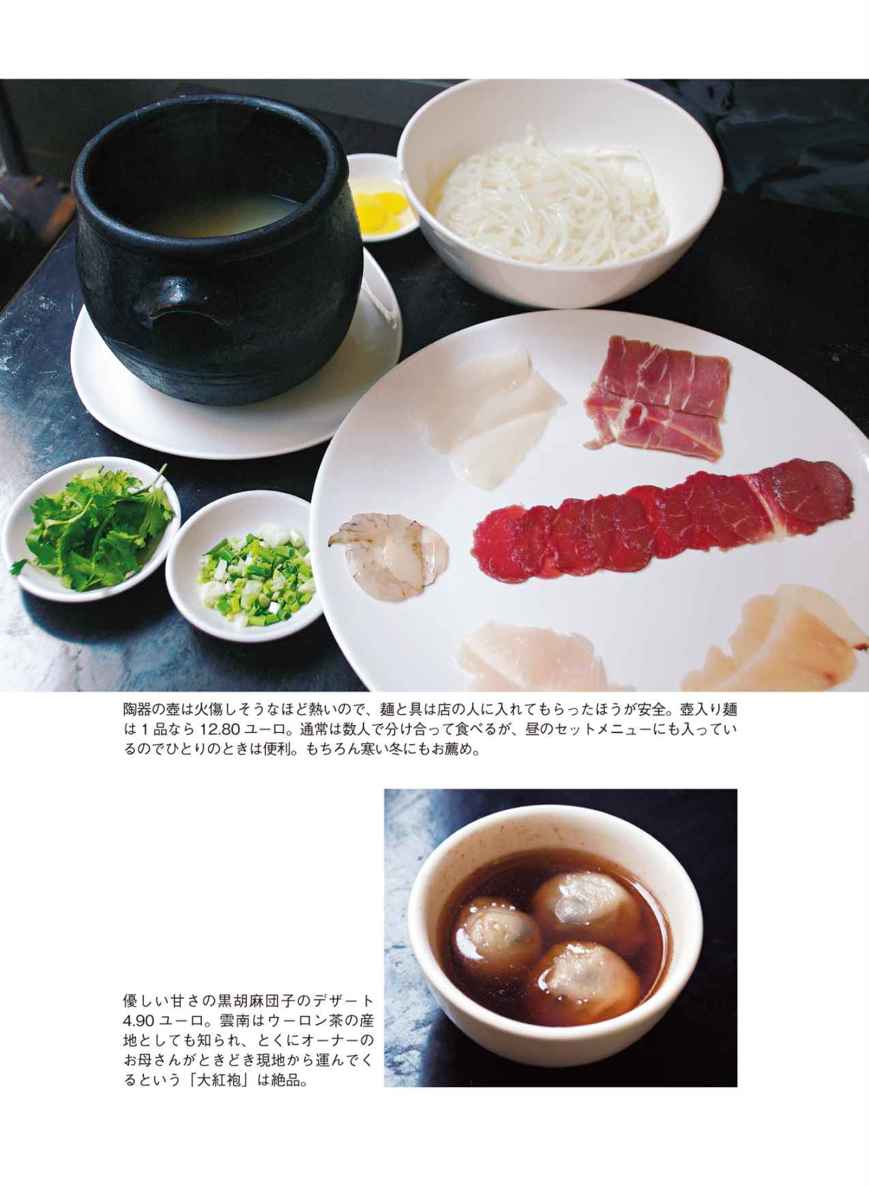 陶器の壺は火傷しそうなほど熱いので、麺と具は店の人に入れてもらったほうが安全。壺入り麺
は 1 品なら 12.80 ユーロ。通常は数人で分け合って食べるが、昼のセットメニューにも入ってい
るのでひとりのときは便利。もちろん寒い冬にもお薦め。
優しい甘さの黒胡麻団子のデザート
4.90 ユーロ。雲南はウーロン茶の産
地としても知られ、とくにオーナーの
お母さんがときどき現地から運んでく
るという「大紅袍」は絶品。